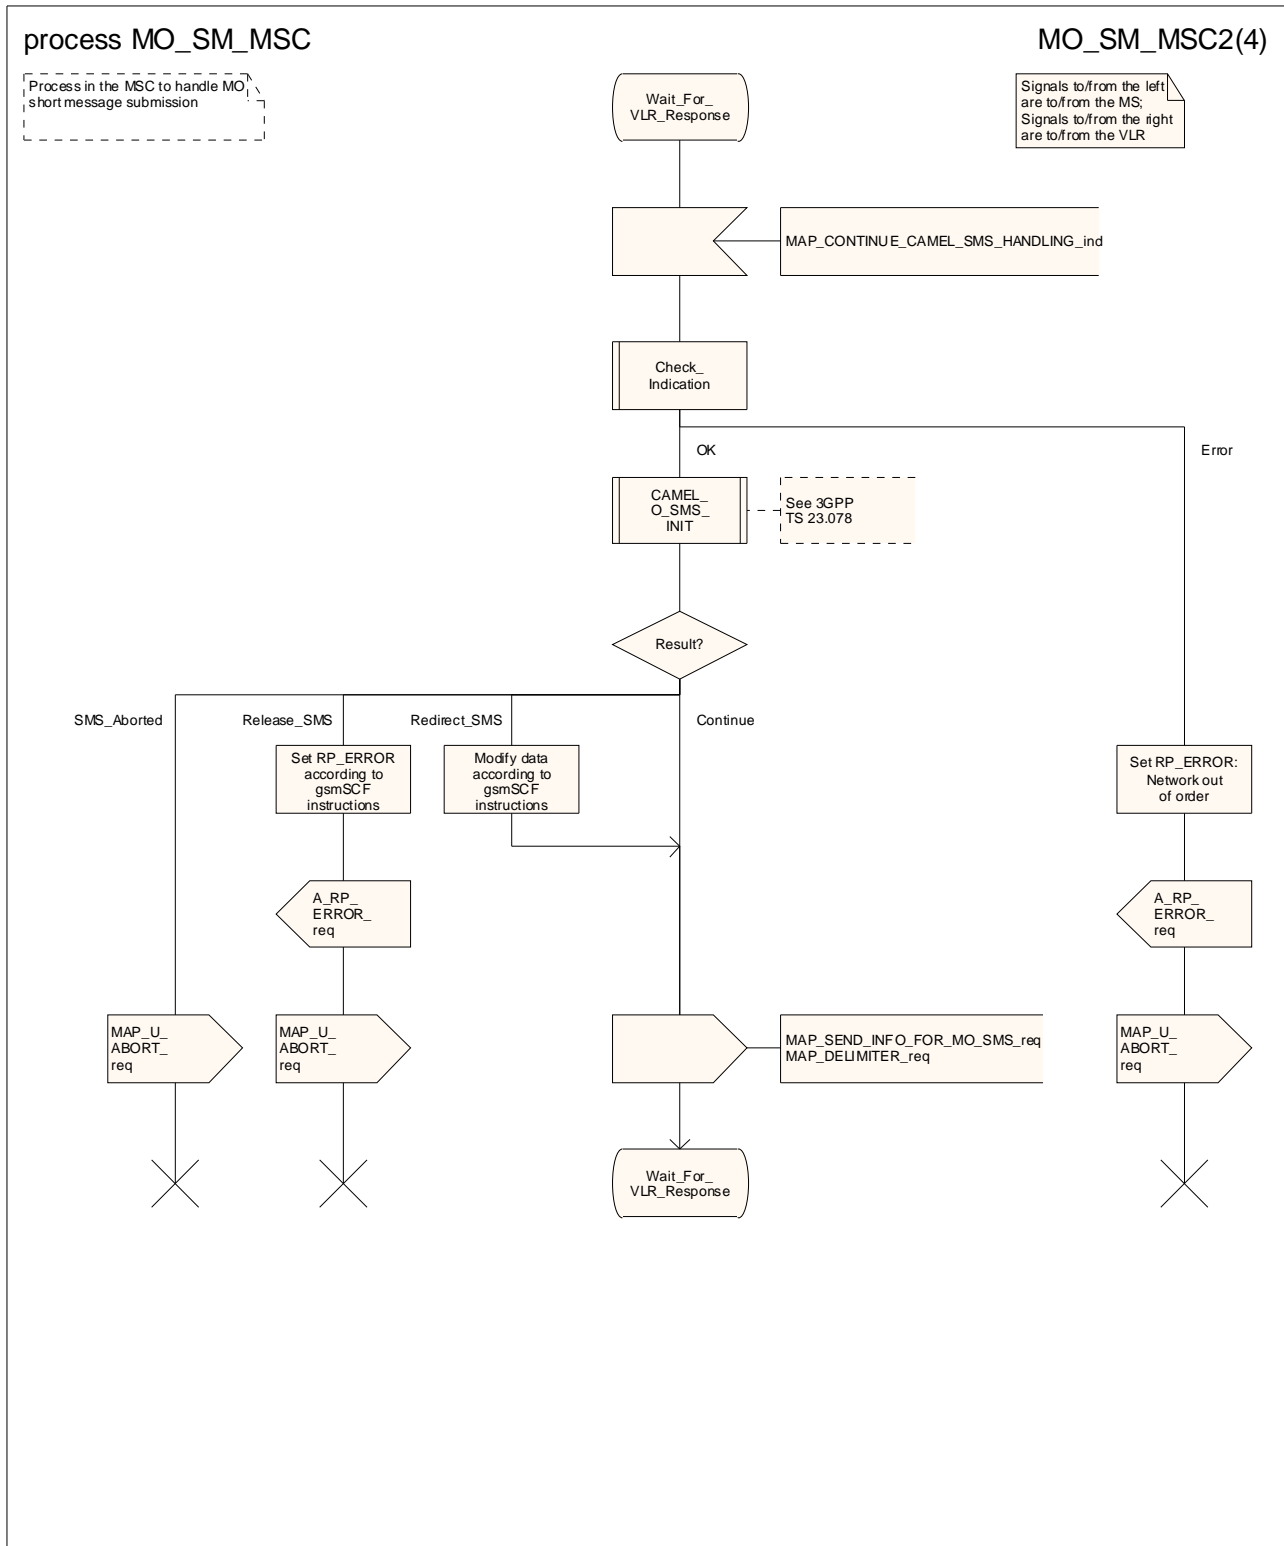 process MO_SM_MSC
MO_SM_MSC2(4)
Process in the MSC to handle MO
short message submission
Wait_For_
VLR_Response
Signals to/from the left
are to/from the MS;
Signals to/from the right
are to/from the VLR
MAP_CONTINUE_CAMEL_SMS_HANDLING_ind
Check_
Indication
OK
Error
CAMEL_
O_SMS_
INIT
See 3GPP
TS 23.078
Result?
SMS_Aborted
Release_SMS
Redirect_SMS
Continue
Set RP_ERROR
according to
gsmSCF
instructions
Modify data
according to
gsmSCF
instructions
Set RP_ERROR:
Network out
of order
A_RP_
ERROR_
req
A_RP_
ERROR_
req
MAP_U_
ABORT_
req
MAP_U_
ABORT_
req
MAP_SEND_INFO_FOR_MO_SMS_req
MAP_DELIMITER_req
MAP_U_
ABORT_
req
Wait_For_
VLR_Response